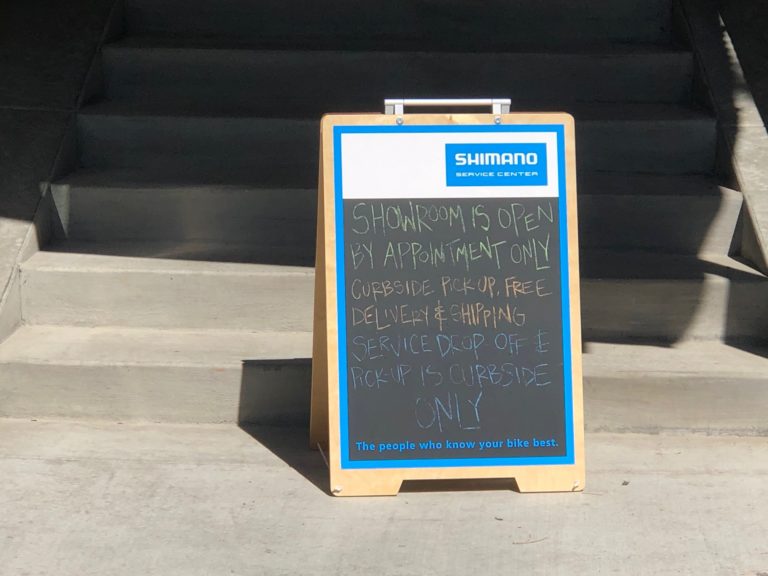 SHIMANO
SERVICE CENTER
SHOWROOM IS OPEN
BY APPOINTMENT ONLY
CURBSIDE PICK-UP, FREE
DELIVERY & SHIPPING
SERVICE DROP OFF &
PICK-UP IS CURBSIDE
ONLY
The people who know your bike best.